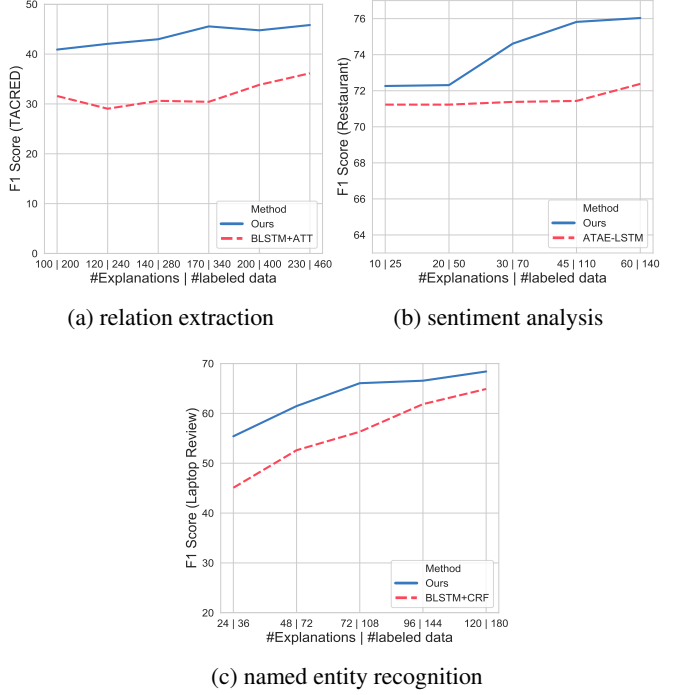 50
40
30
20
10
0
F1 Score (TACRED)
Method
Ours
BLSTM+ATT
100 | 200 120 | 240 140 | 280 170 | 340 200 | 400 230 | 460
#Explanations | #labeled data
(a) relation extraction
76
74
72
70
68
66
64
F1 Score (Restaurant)
Method
Ours
ATAE-LSTM
10 | 25 20 | 50 30 | 70 45 | 110 60 | 140
#Explanations | #labeled data
(b) sentiment analysis
70
60
50
40
30
20
F1 Score (Laptop Review)
Method
Ours
BLSTM+CRF
24 | 36 48 | 72 72 | 108 96 | 144 120 | 180
#Explanations | #labeled data
(c) named entity recognition